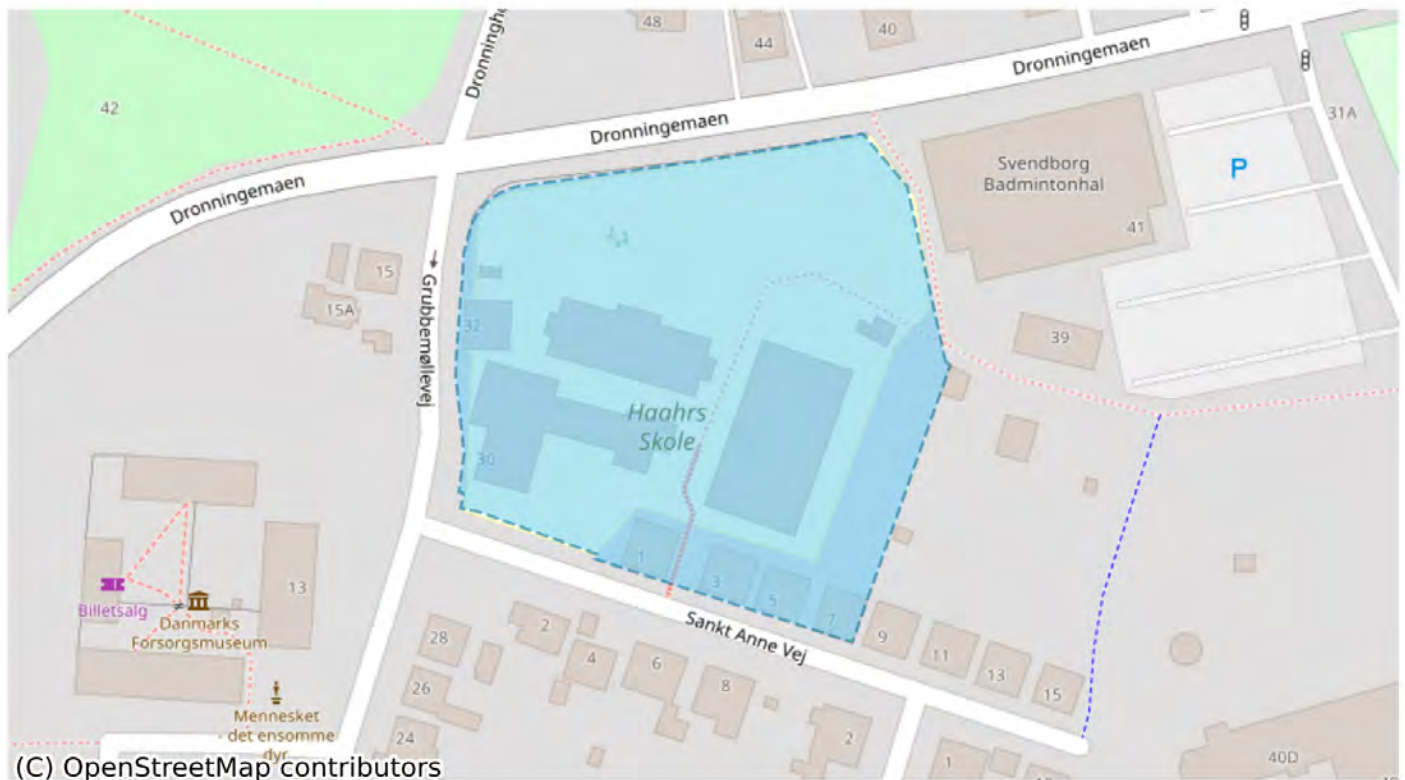 48
44
40
Dronningemaen
42
Dronningemaen
31A
Svendborg
Badmintonhal
P
Dronningemaen
41
15
15A
Grubbemøllevej
32
39
Haahrs
Skole
30
1
3
5
7
13
Billetsalg
Danmarks
Forsorgsmuseum
Sankt Anne Vej
9
11
13
15
28
2
4
6
8
26
24
2
Mennesket
det ensomme
dyr
1
40D
(C) OpenStreetMap contributors